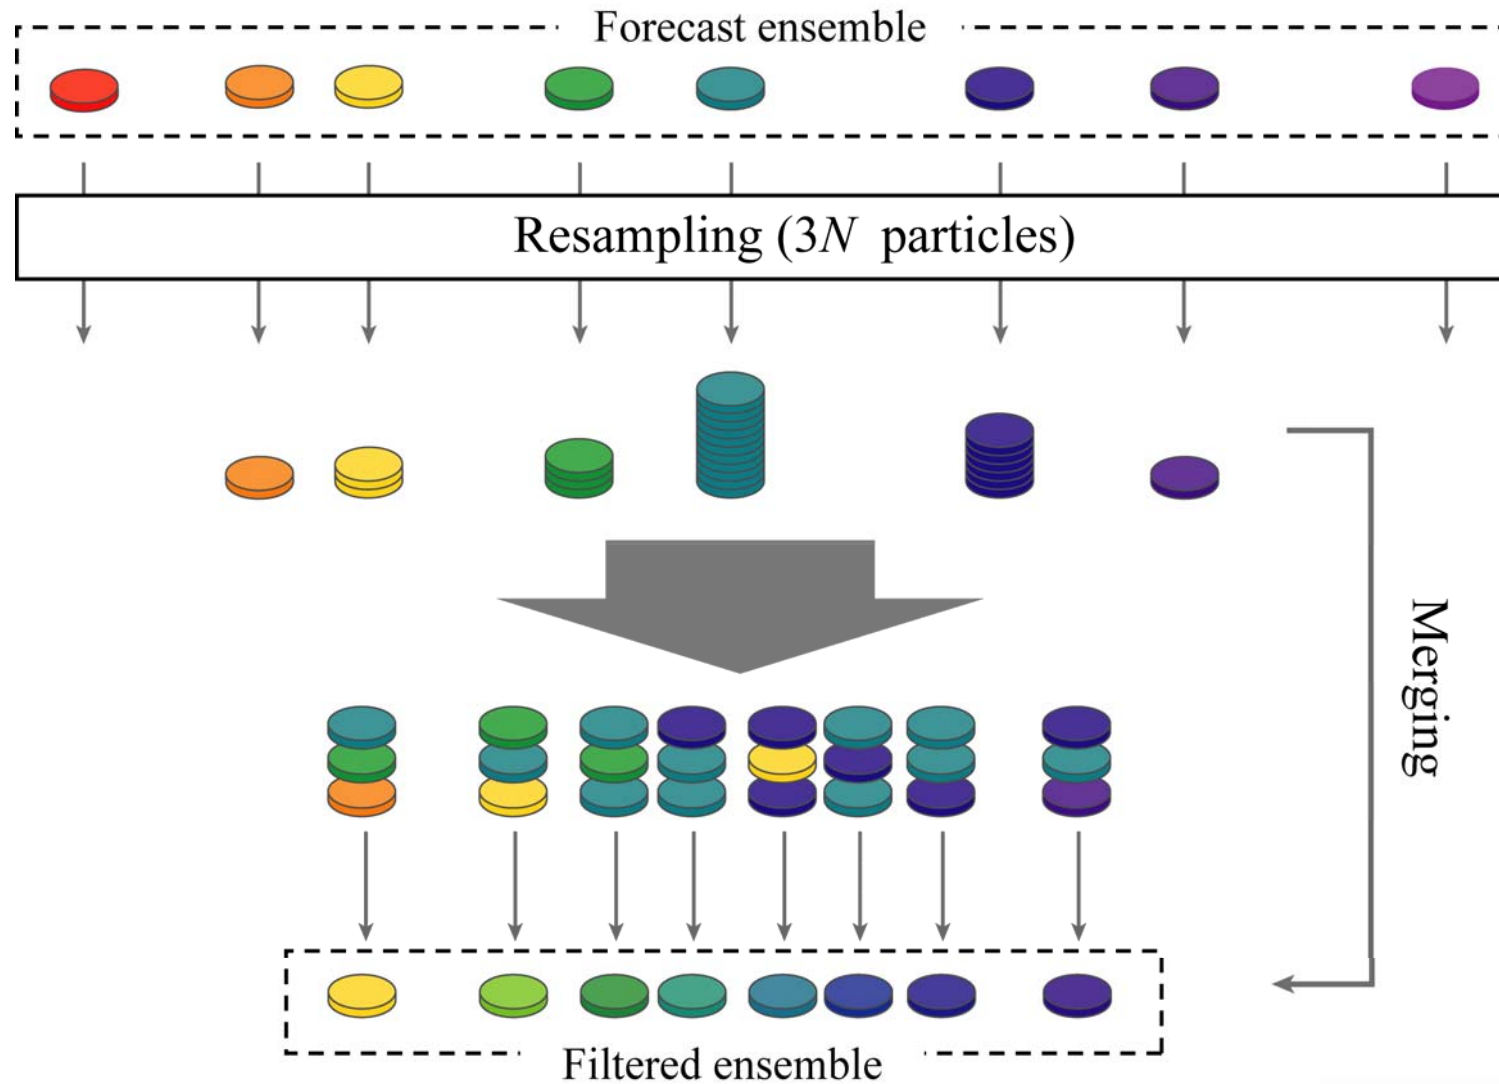 Forecast ensemble
Resampling (3N particles)
Merging
Filtered ensemble